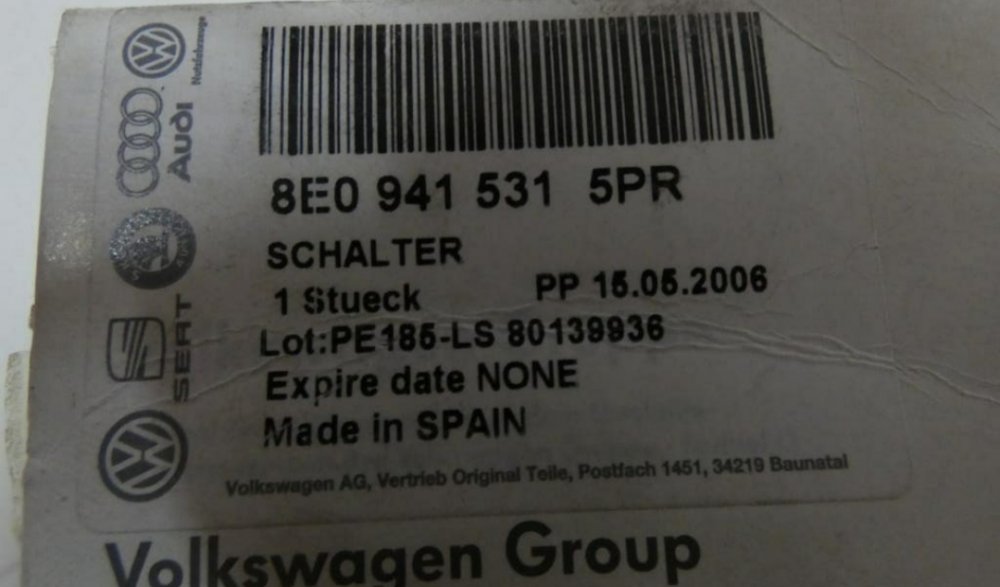 Nutzfahrzeuge
Audi
SEAT
8E0 941 531 5PR
SCHALTER
1 Stueck PP 15.05.2006
Lot:PE185-LS 80139936
Expire date NONE
Made in SPAIN
Volkswagen AG, Vertrieb Original Teile, Postfach 1451, 34219 Baunatal
Volkswagen Group